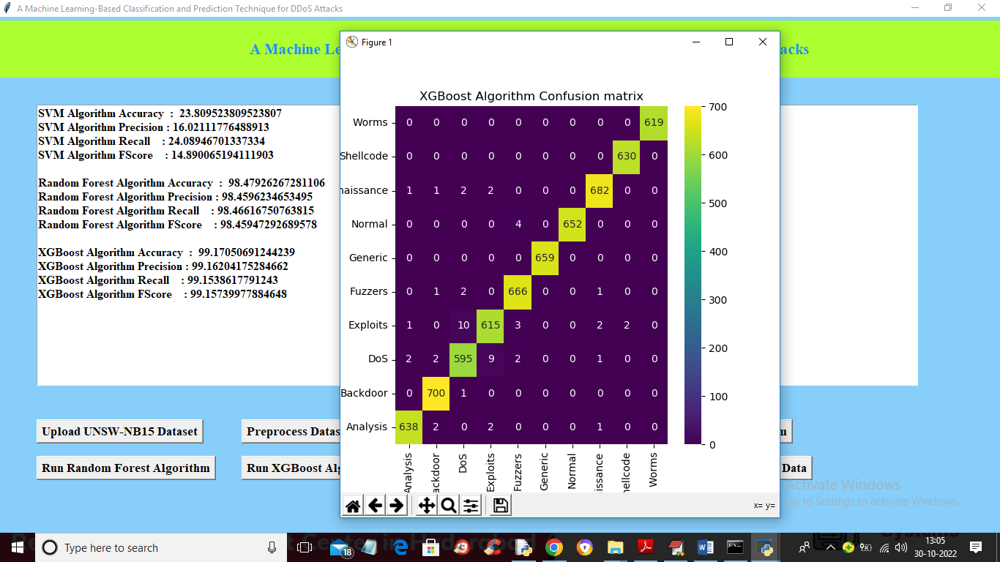 A Machine Learning-Based Classification and Prediction Technique for DDoS Attacks
A Machine Le
acks
SVM Algorithm Accuracy : 23.809523809523807
SVM Algorithm Precision : 16.02111776488913
SVM Algorithm Recall : 24.08946701337334
SVM Algorithm FScore : 14.890065194111903
Random Forest Algorithm Accuracy : 98.47926267281106
Random Forest Algorithm Precision : 98.4596234653495
Random Forest Algorithm Recall : 98.46616750763815
Random Forest Algorithm FScore : 98.45947292689578
XGBoost Algorithm Accuracy : 99.17050691244239
XGBoost Algorithm Precision : 99.16204175284662
XGBoost Algorithm Recall : 99.1538617791243
XGBoost Algorithm FScore : 99.15739977884648
Upload UNSW-NB15 Dataset
Preprocess Datas
n
Run Random Forest Algorithm
Run XGBoost Alg
Data
Figure 1
XGBoost Algorithm Confusion matrix
Worms 0 0 0 0 0 0 0 0 0 619
Shellcode 0 0 0 0 0 0 0 0 630 0
naissance 1 1 2 2 0 0 0 682 0 0
Normal 0 0 0 0 4 0 652 0 0 0
Generic 0 0 0 0 0 659 0 0 0 0
Fuzzers 0 1 2 0 666 0 0 1 0 0
Exploits 1 0 10 615 3 0 0 2 2 0
DoS 2 2 595 9 2 0 0 1 0 0
Backdoor 0 700 1 0 0 0 0 0 0 0
Analysis 638 2 0 2 0 0 0 1 0 0
Analysis ackdoor DoS Exploits Fuzzers Generic Normal issance hellcode Worms
700
600
500
400
300
200
100
0
x= y=
Activate Windows
Go to Settings to activate Windows.
Type here to search
18
13:05
30-10-2022